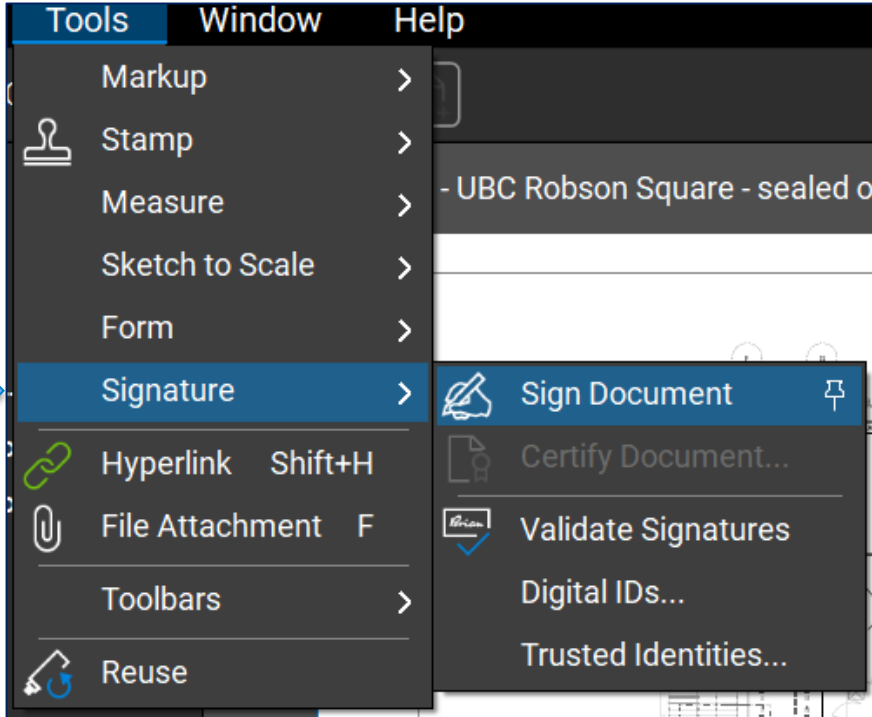 Tools Window Help
Markup
Stamp
- UBC Robson Square - sealed o
Measure
Sketch to Scale
Form
Signature
Sign Document
Certify Document...
Hyperlink Shift+H
File Attachment F
Validate Signatures
Digital IDs...
Toolbars
Trusted Identities...
Reuse